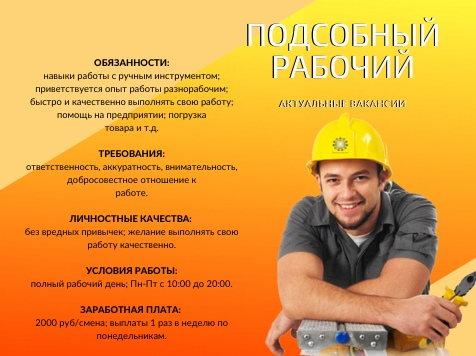 ПОДСОБНЫЙ
РАБОЧИЙ
АКТУАЛЬНЫЕ ВАКАНСИИ
ОБЯЗАННОСТИ:
навыки работы с ручным инструментом;
приветствуется опыт работы разнорабочим;
быстро и качественно выполнять свою работу;
помощь на предприятии; погрузка
товара и т.д.
ТРЕБОВАНИЯ:
ответственность, аккуратность, внимательность,
добросовестное отношение к
работе.
ЛИЧНОСТНЫЕ КАЧЕСТВА:
без вредных привычек; желание выполнять свою
работу качественно.
УСЛОВИЯ РАБОТЫ:
полный рабочий день; Пн-Пт с 10:00 до 20:00.
ЗАРАБОТНАЯ ПЛАТА:
2000 руб/смена; выплаты 1 раз в неделю по
понедельникам.